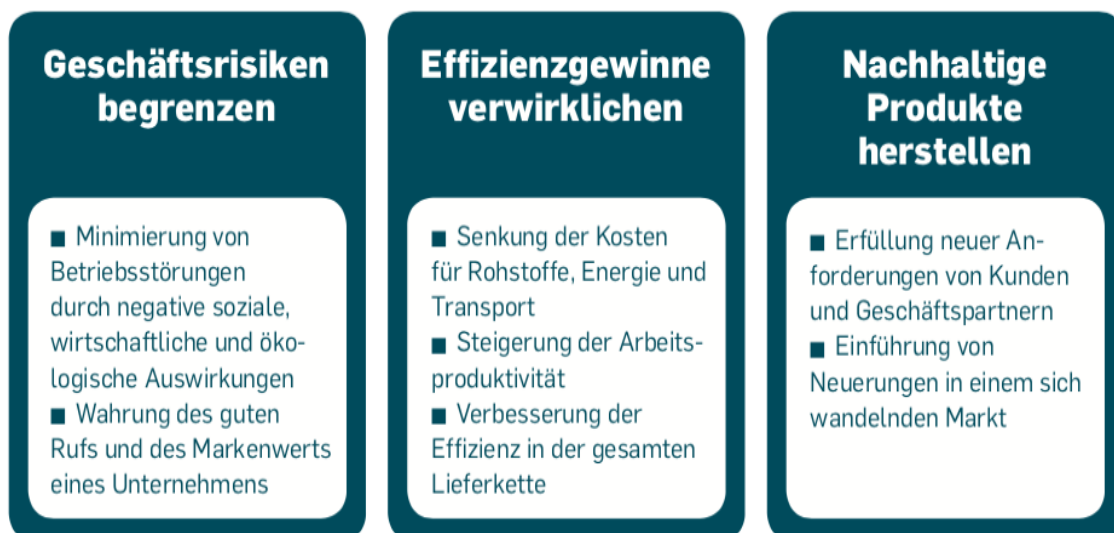 Geschäftsrisiken
begrenzen
■ Minimierung von
Betriebsstörungen
durch negative soziale,
wirtschaftliche und öko-
logische Auswirkungen
■ Wahrung des guten
Rufs und des Markenwerts
eines Unternehmens
Effizienzgewinne
verwirklichen
■ Senkung der Kosten
für Rohstoffe, Energie und
Transport
■ Steigerung der Arbeits-
produktivität
■ Verbesserung der
Effizienz in der gesamten
Lieferkette
Nachhaltige
Produkte
herstellen
■ Erfüllung neuer An-
forderungen von Kunden
und Geschäftspartnern
■ Einführung von
Neuerungen in einem sich
wandelnden Markt